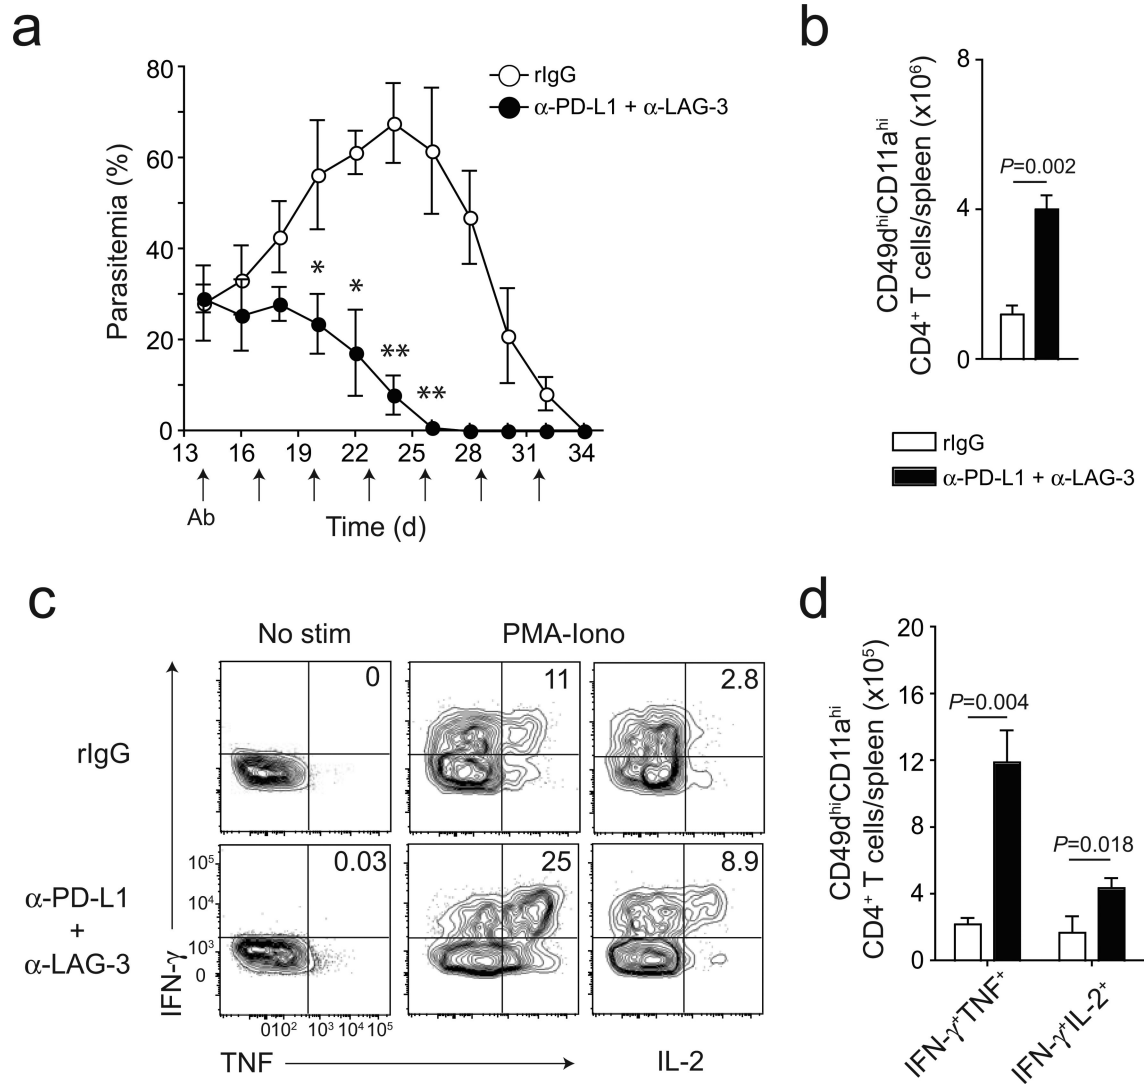 a
80
60
40
20
0
Parasitemia (%)
rIgG
α-PD-L1 + α-LAG-3
*
*
**
**
13 16 19 22 25 28 31 34
Ab
Time (d)
b
8
4
0
CD49dhiCD11ahi
CD4+ T cells/spleen (x10⁶)
P=0.002
rIgG
α-PD-L1 + α-LAG-3
c
No stim
PMA-Iono
rIgG
0
11
2.8
α-PD-L1
+
α-LAG-3
0.03
25
8.9
10⁵
10⁴
10³
0
IFN-γ
010² 10³ 10⁴ 10⁵
TNF
IL-2
d
20
16
12
8
4
0
CD49dhiCD11ahi
CD4+ T cells/spleen (x10⁵)
P=0.004
P=0.018
IFN-γ+TNF+
IFN-γ+IL-2+